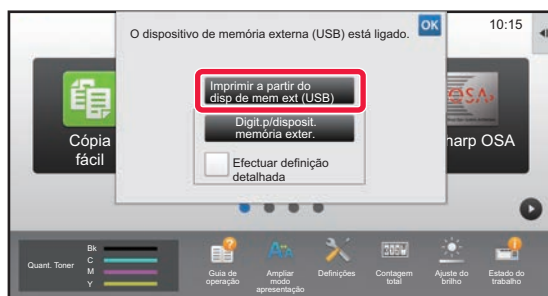 O dispositivo de memória externa (USB) está ligado.
OK
10:15
Imprimir a partir do
disp de mem ext (USB)
Digit.p/disposit.
memória exter.
Efectuar definição
detalhada
Cópia
fácil
harp OSA
Quant. Toner
Bk
C
M
Y
Guia de
operação
Ampliar
modo
apresentação
Definições
Contagem
total
Ajuste do
brilho
Estado do
trabalho